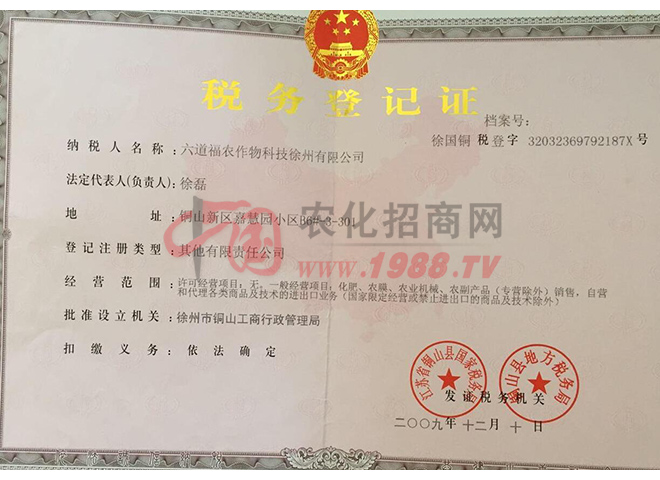 税务登记证
档案号:
徐国铜 税登字 32032369792187X 号
纳税人名称: 六道福农作物科技徐州有限公司
法定代表人(负责人): 徐磊
地址: 铜山新区嘉慧园小区B6#-3-301
登记注册类型: 其他有限责任公司
农化招商网
www.1988.TV
经营范围: 许可经营项目:无。一般经营项目:化肥、农膜、农业机械、农副产品(专营除外)销售,自营
和代理各类商品及技术的进出口业务(国家限定经营或禁止进出口的商品及技术除外)
批准设立机关: 徐州市铜山工商行政管理局
扣缴义务: 依法确定
江苏省铜山县国家税务局
铜山县地方税务局
发证税务机关
二〇〇九年十二月十日